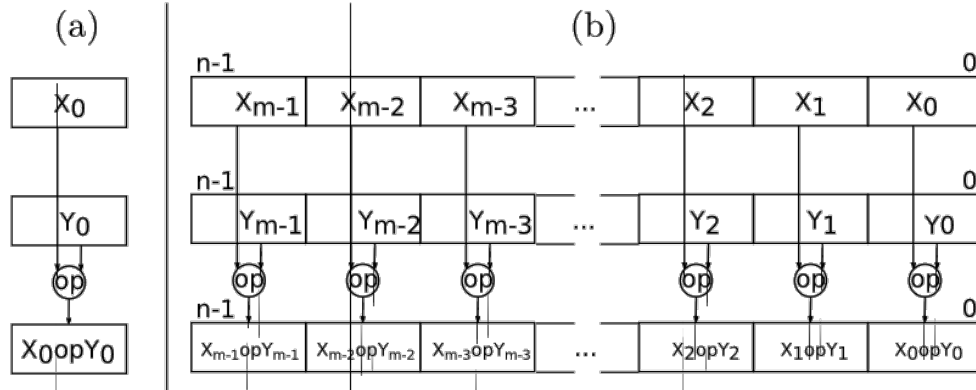 (a) (b)
n-1 0
X0 Xm-1 Xm-2 Xm-3 ... X2 X1 X0
n-1 0
Y0 Ym-1 Ym-2 Ym-3 ... Y2 Y1 Y0
op op op op op op op
n-1 0
X0opY0 Xm-1opYm-1 Xm-2opYm-2 Xm-3opYm-3 ... X2opY2 X1opY1 X0opY0